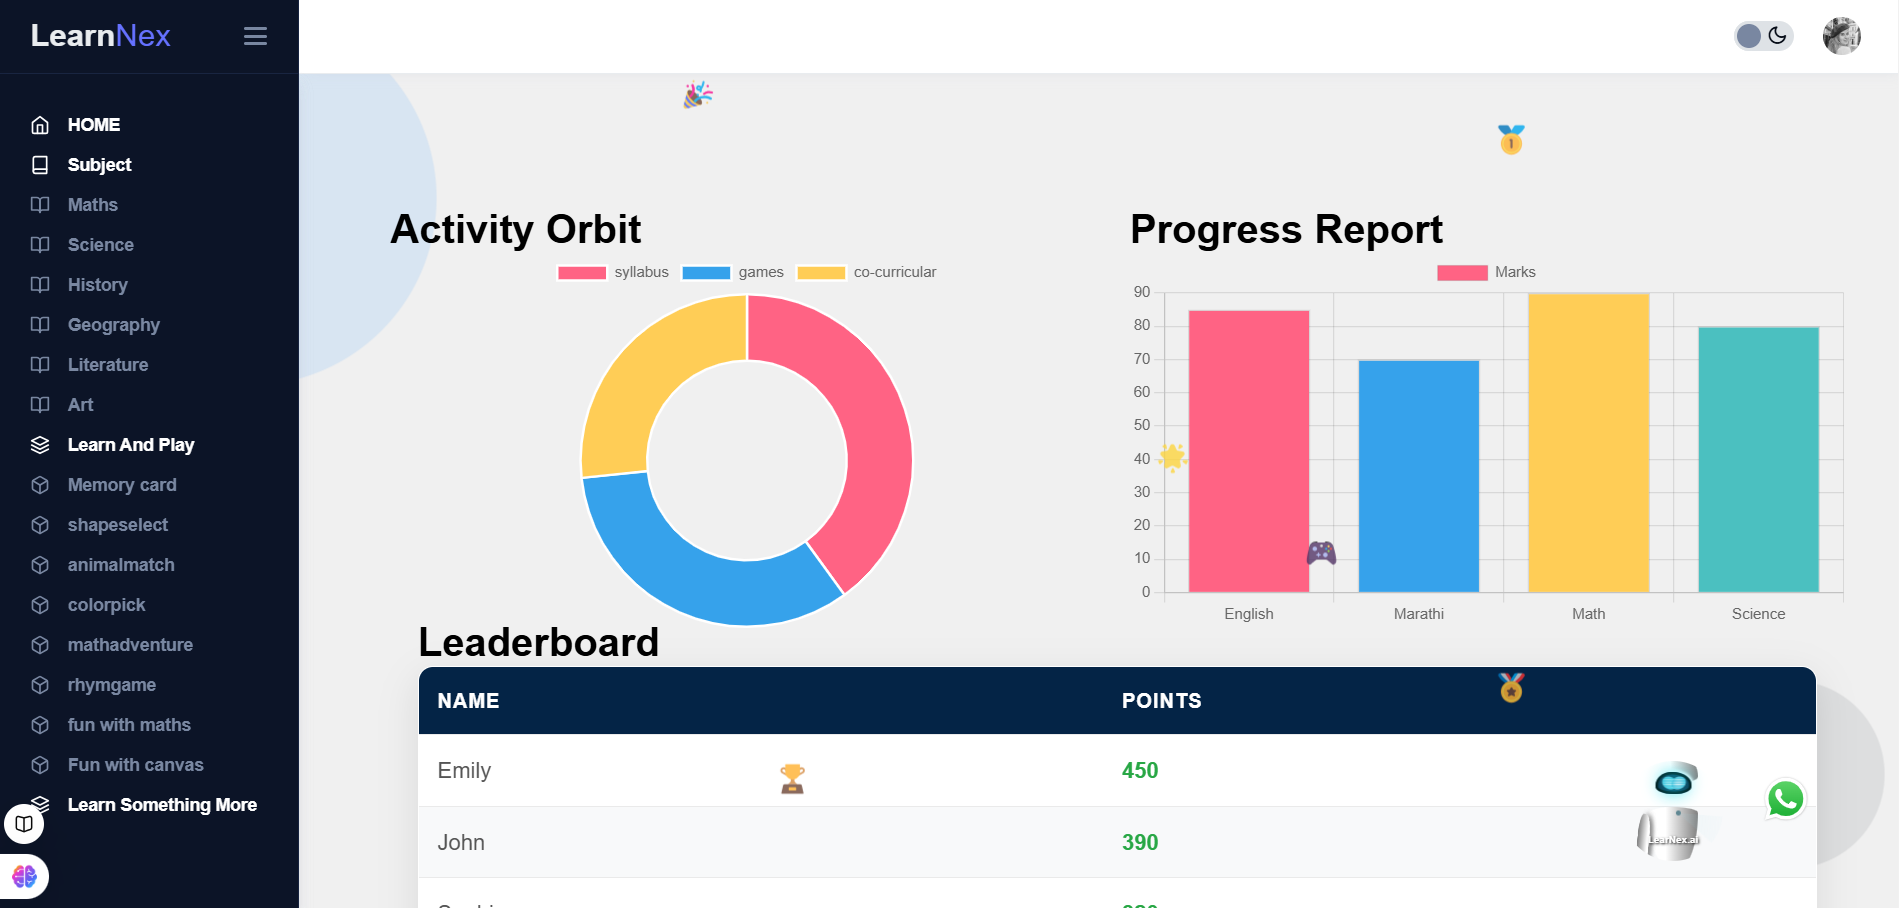 LearnNex
HOME
Subject
Maths
Science
History
Geography
Literature
Art
Learn And Play
Memory card
shapeselect
animalmatch
colorpick
mathadventure
rhymgame
fun with maths
Fun with canvas
Learn Something More
Activity Orbit
syllabus games co-curricular
Progress Report
Marks
90
80
70
60
50
40
30
20
10
0
English Marathi Math Science
1
Leaderboard
NAME POINTS
Emily 450
John 390
LearNex.ai